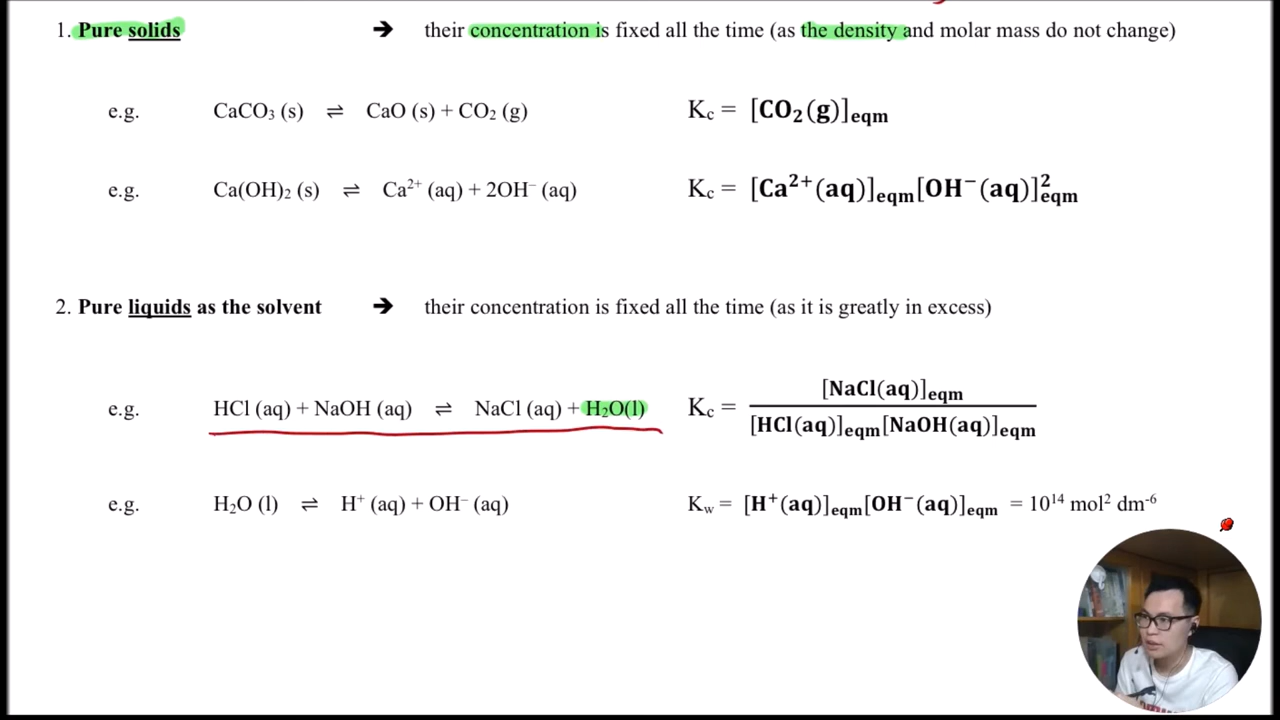 1. Pure solids ➔ their concentration is fixed all the time (as the density and molar mass do not change)
e.g. CaCO₃ (s) ⇌ CaO (s) + CO₂ (g) K꜀ = [CO₂(g)]eqm
e.g. Ca(OH)₂ (s) ⇌ Ca²⁺ (aq) + 2OH⁻ (aq) K꜀ = [Ca²⁺(aq)]eqm[OH⁻(aq)]²eqm
2. Pure liquids as the solvent ➔ their concentration is fixed all the time (as it is greatly in excess)
e.g. HCl (aq) + NaOH (aq) ⇌ NaCl (aq) + H₂O(l) K꜀ = [NaCl(aq)]eqm
[HCl(aq)]eqm[NaOH(aq)]eqm
e.g. H₂O (l) ⇌ H⁺ (aq) + OH⁻ (aq) Kw = [H⁺(aq)]eqm[OH⁻(aq)]eqm = 10¹⁴ mol² dm⁻⁶